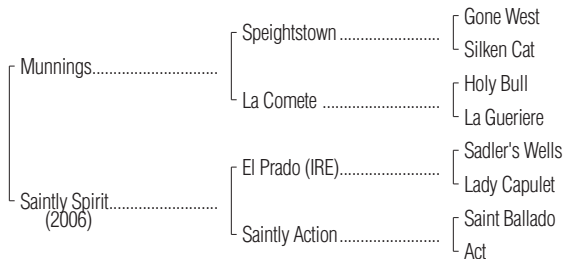 Gone West
Speightstown ....................
Silken Cat
Munnings.............................
Holy Bull
La Comete ...........................
La Gueriere
Sadler's Wells
El Prado (IRE).......................
Lady Capulet
Saintly Spirit.........................
(2006)
Saint Ballado
Saintly Action .......................
Act